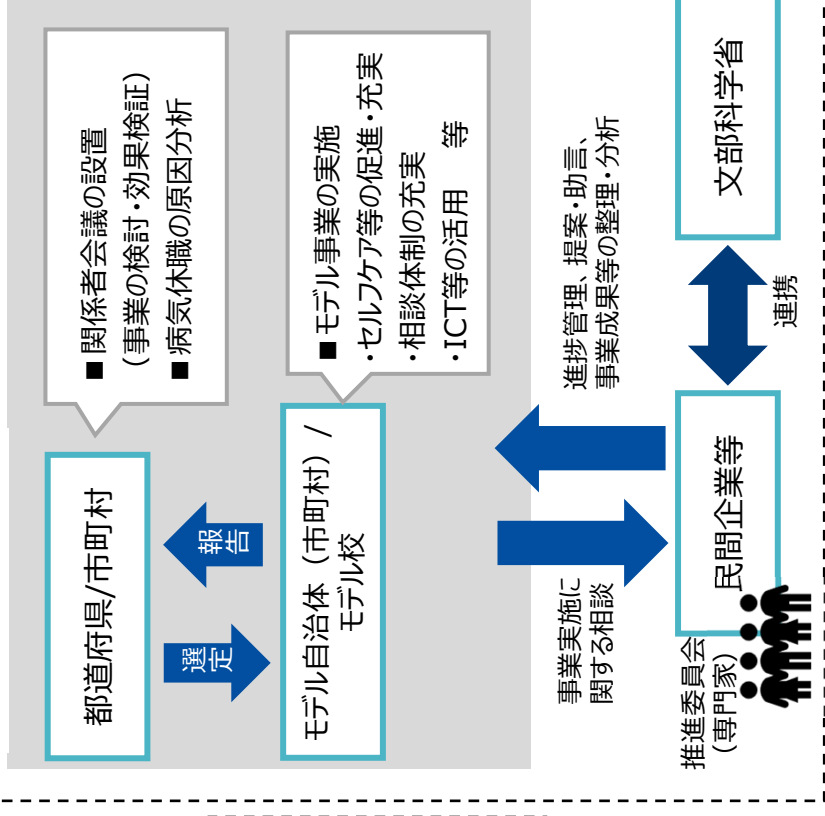 都道府県/市町村
■関係者会議の設置
(事業の検討・効果検証)
■病気休職の原因分析
選定
報告
モデル自治体（市町村）/
モデル校
■モデル事業の実施
・セルフケア等の促進・充実
・相談体制の充実
・ICT等の活用　等
事業実施に
関する相談
進捗管理、提案・助言、
事業成果等の整理・分析
推進委員会
(専門家)
民間企業等
連携
文部科学省